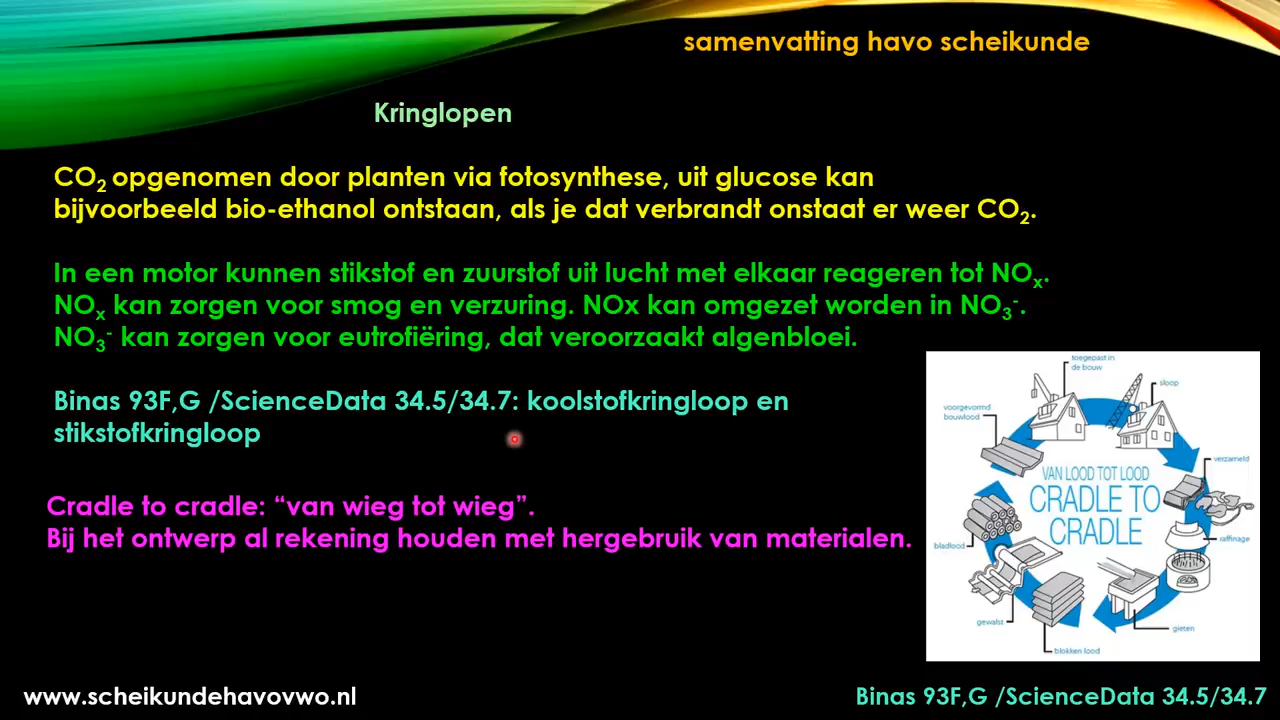 samenvatting havo scheikunde
Kringlopen
CO₂ opgenomen door planten via fotosynthese, uit glucose kan
bijvoorbeeld bio-ethanol ontstaan, als je dat verbrandt onstaat er weer CO₂.
In een motor kunnen stikstof en zuurstof uit lucht met elkaar reageren tot NOₓ.
NOₓ kan zorgen voor smog en verzuring. NOx kan omgezet worden in NO₃⁻.
NO₃⁻ kan zorgen voor eutrofiëring, dat veroorzaakt algenbloei.
Binas 93F,G /ScienceData 34.5/34.7: koolstofkringloop en
stikstofkringloop
Cradle to cradle: “van wieg tot wieg”.
Bij het ontwerp al rekening houden met hergebruik van materialen.
toegepast in
de bouw
sloop
voorgevormd
bouwlood
verzameld
VAN LOOD TOT LOOD
CRADLE TO
CRADLE
raffinage
bladlood
gewalst
gieten
blokken lood
www.scheikundehavovwo.nl
Binas 93F,G /ScienceData 34.5/34.7